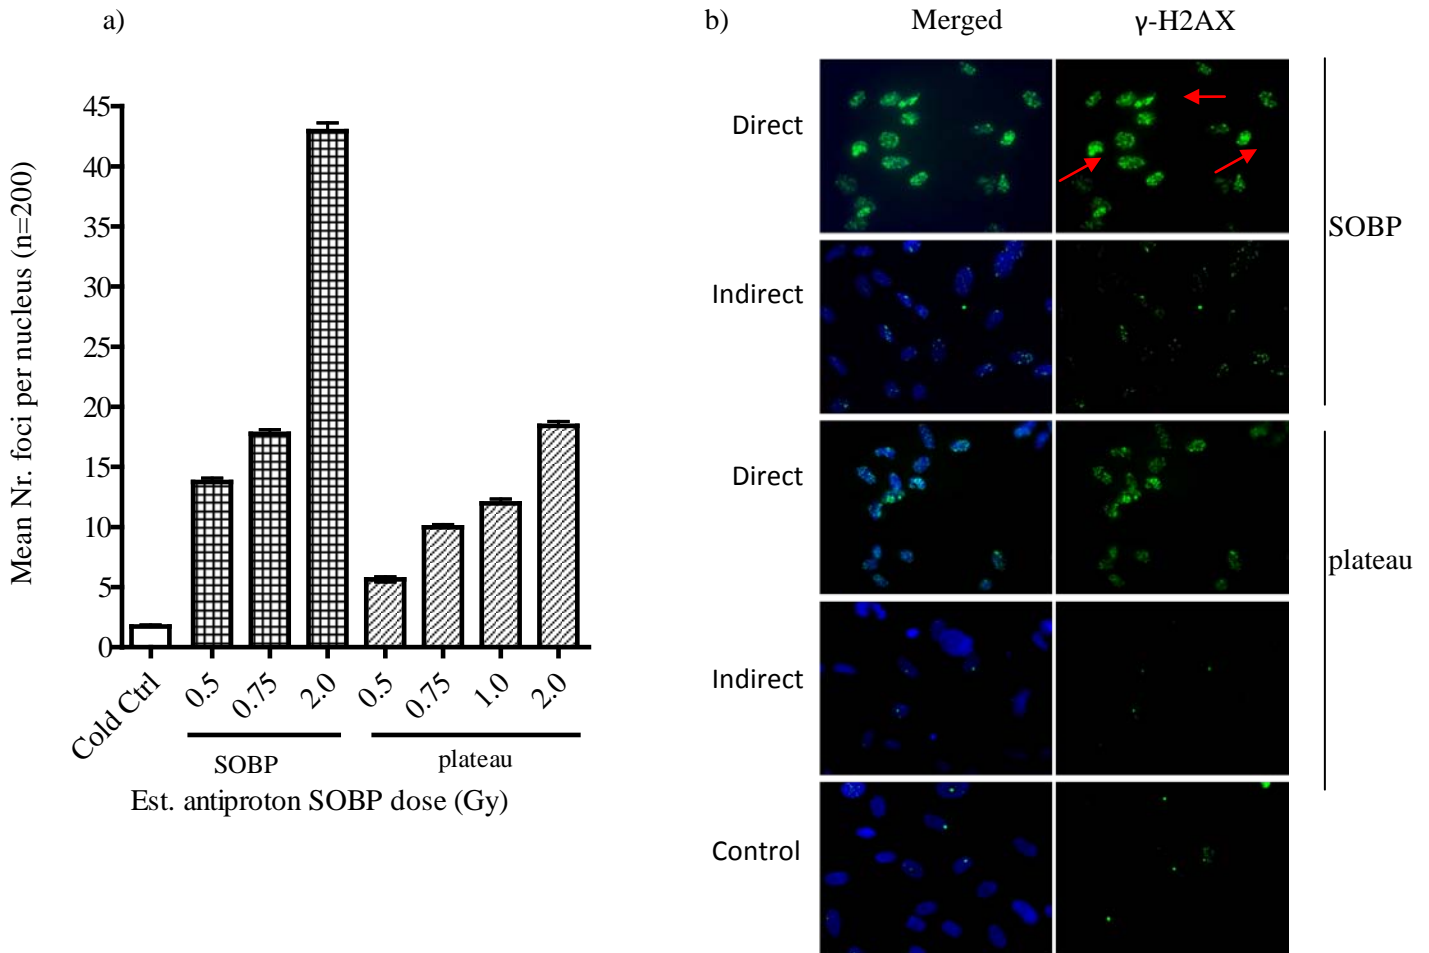 a)
Mean Nr. foci per nucleus (n=200)
45
40
35
30
25
20
15
10
5
0
Cold Ctrl
0.5
0.75
2.0
0.5
0.75
1.0
2.0
SOBP
plateau
Est. antiproton SOBP dose (Gy)
b)
Merged
γ-H2AX
Direct
Indirect
SOBP
Direct
Indirect
plateau
Control